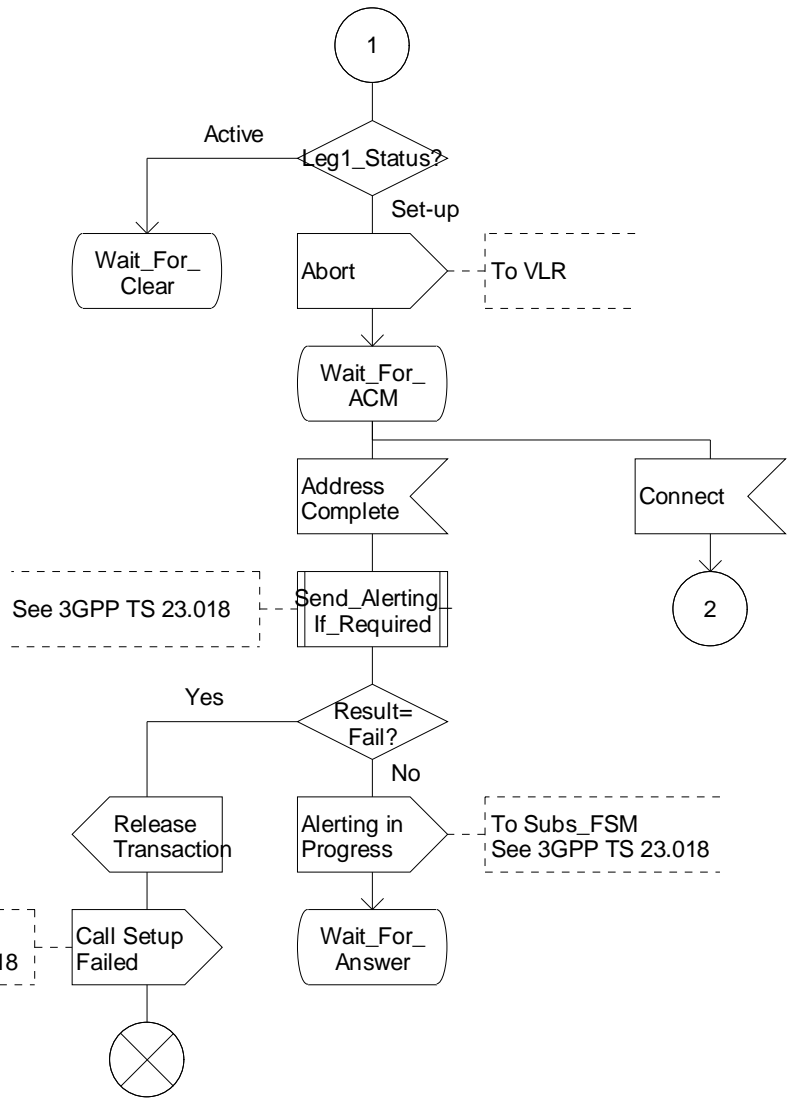 1
Active
Leg1_Status?
Set-up
Wait_For_
Clear
Abort
To VLR
Wait_For_
ACM
Address
Complete
Connect
See 3GPP TS 23.018
Send_Alerting_
If_Required
2
Yes
Result=
Fail?
No
Release
Transaction
Alerting in
Progress
To Subs_FSM
See 3GPP TS 23.018
18
Call Setup
Failed
Wait_For_
Answer